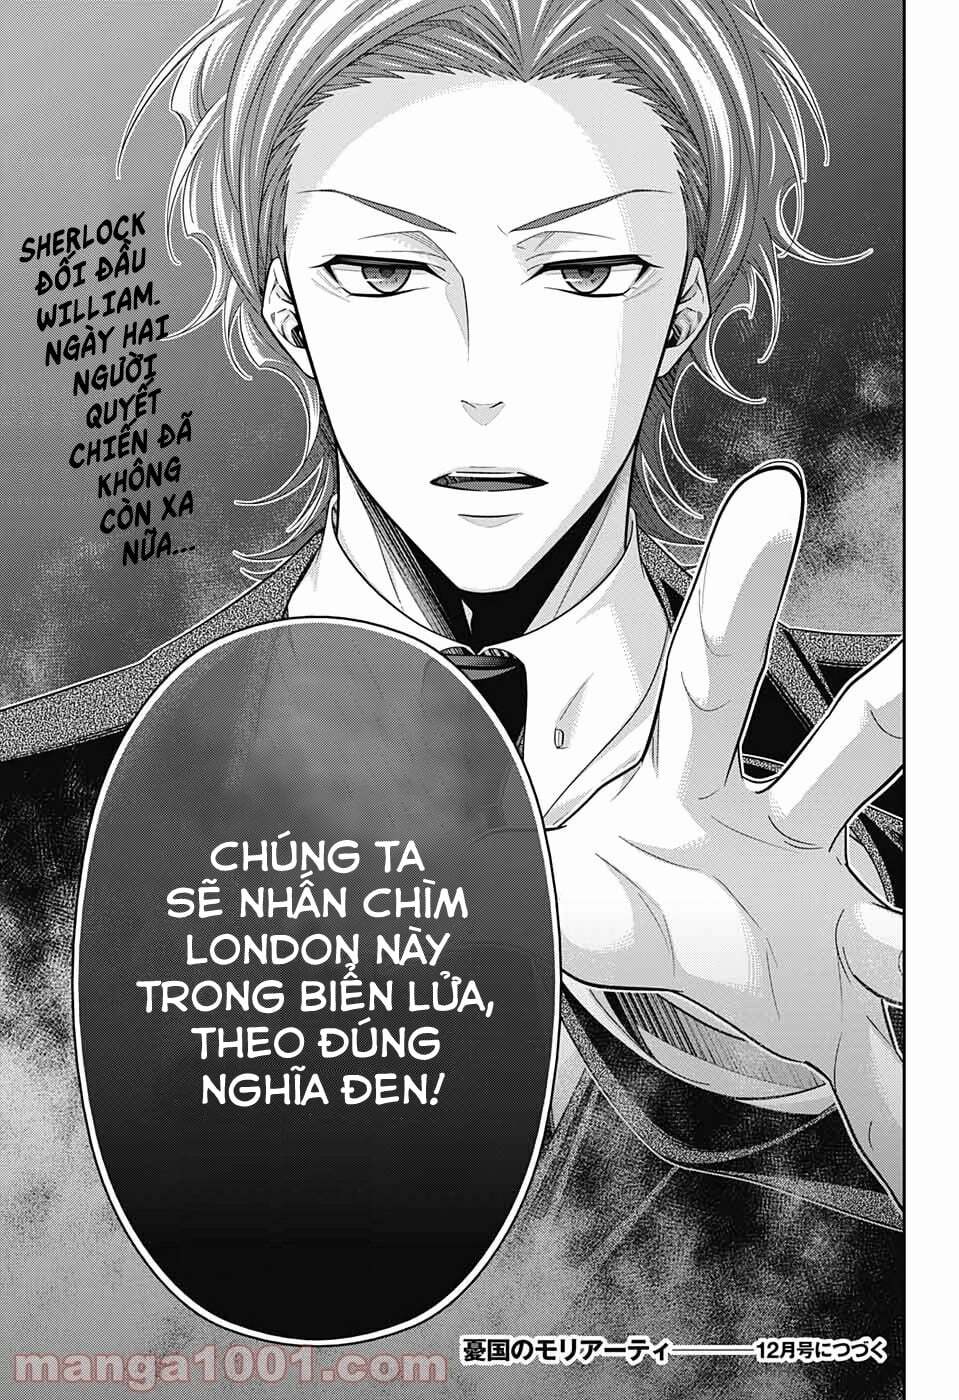 SHERLOCK
ĐỐI ĐẦU
WILLIAM.
NGÀY HAI
NGƯỜI
QUYẾT
CHIẾN ĐÃ
KHÔNG
CÒN XA
NỮA...
CHÚNG TA
SẼ NHẤN CHÌM
LONDON NÀY
TRONG BIỂN LỬA,
THEO ĐÚNG
NGHĨA ĐEN!
憂国のモリアーティ――――12月号につづく
manga1001.com